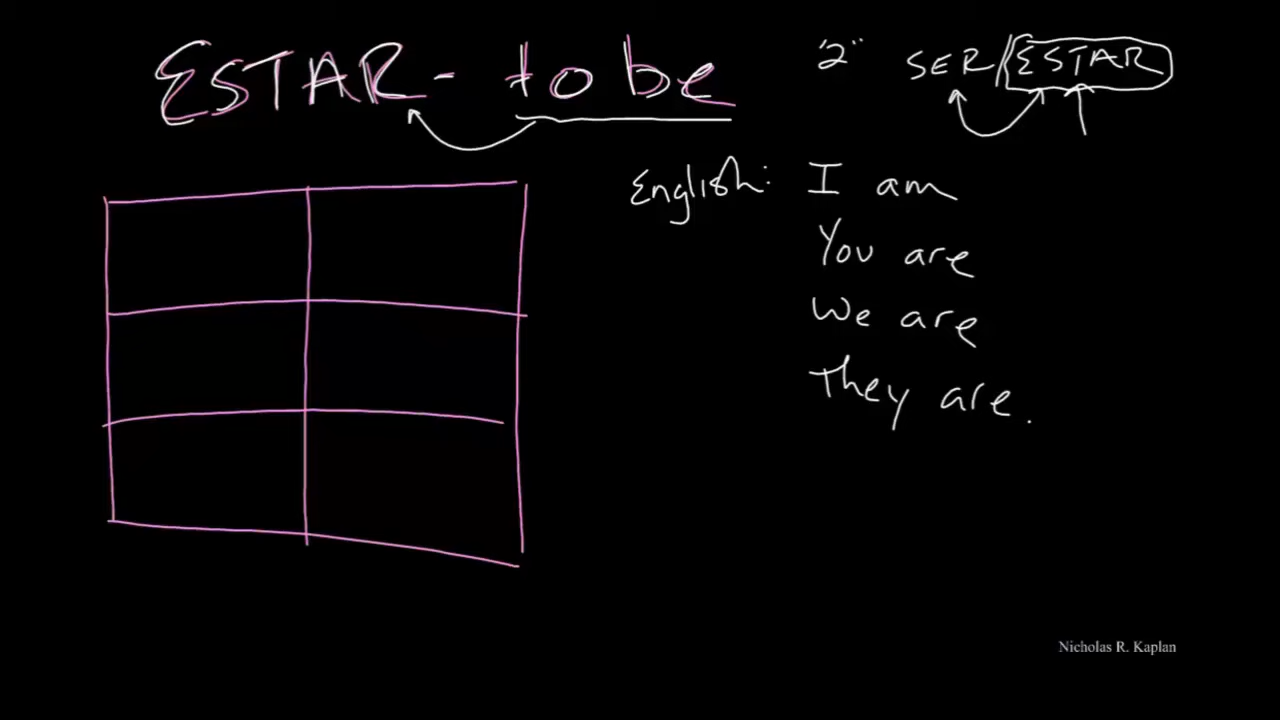 ESTAR - to be
"2" SER/ESTAR
English: I am
You are
We are
They are.
Nicholas R. Kaplan